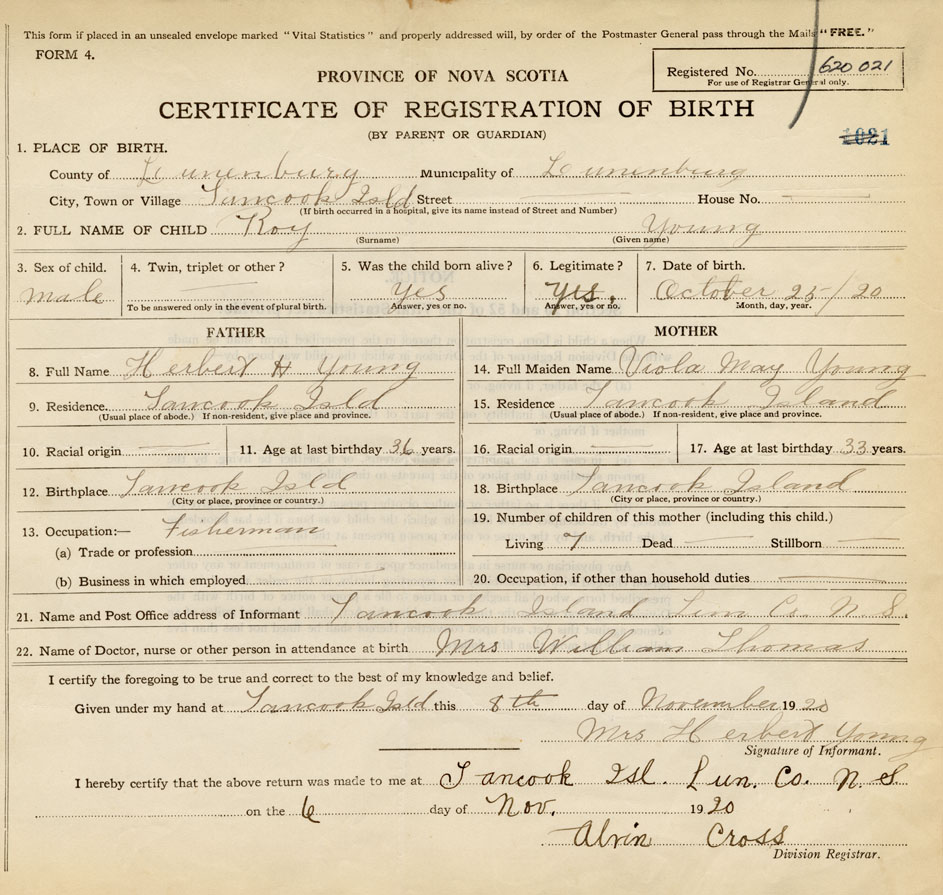 This form if placed in an unsealed envelope marked "Vital Statistics" and properly addressed will, by order of the Postmaster General pass through the Mails "FREE."
FORM 4.
PROVINCE OF NOVA SCOTIA
Registered No. 620 021
For use of Registrar General only.
CERTIFICATE OF REGISTRATION OF BIRTH
(BY PARENT OR GUARDIAN)
1021
1. PLACE OF BIRTH.
County of Lunenburg Municipality of Lunenburg
City, Town or Village Tancook Isld Street House No.
(If birth occurred in a hospital, give its name instead of Street and Number)
2. FULL NAME OF CHILD Roy Young
(Surname) (Given name)
3. Sex of child. 4. Twin, triplet or other? 5. Was the child born alive? 6. Legitimate? 7. Date of birth.
Male Yes Yes. October 25/20
To be answered only in the event of plural birth. Answer, yes or no. Answer, yes or no. Month, day, year.
FATHER MOTHER
8. Full Name Herbert H Young 14. Full Maiden Name Viola May Young
9. Residence. Tancook Isld 15. Residence Tancook Island
(Usual place of abode.) If non-resident, give place and province. (Usual place of abode.) If non-resident, give place and province.
10. Racial origin 11. Age at last birthday 36 years. 16. Racial origin 17. Age at last birthday 33 years.
12. Birthplace Tancook Isld 18. Birthplace Tancook Island
(City or place, province or country.) (City or place, province or country.)
13. Occupation:— Fisherman 19. Number of children of this mother (including this child.)
(a) Trade or profession Living 7 Dead Stillborn
(b) Business in which employed 20. Occupation, if other than household duties
21. Name and Post Office address of Informant Tancook Island Lun Co. N S.
22. Name of Doctor, nurse or other person in attendance at birth Mrs William Thomas
I certify the foregoing to be true and correct to the best of my knowledge and belief.
Given under my hand at Tancook Isld this 8th day of November 1920
Mrs Herbert Young
Signature of Informant.
I hereby certify that the above return was made to me at Tancook Isl. Lun. Co. N. S
on the 6 day of Nov. 1920
Alvin Cross
Division Registrar.